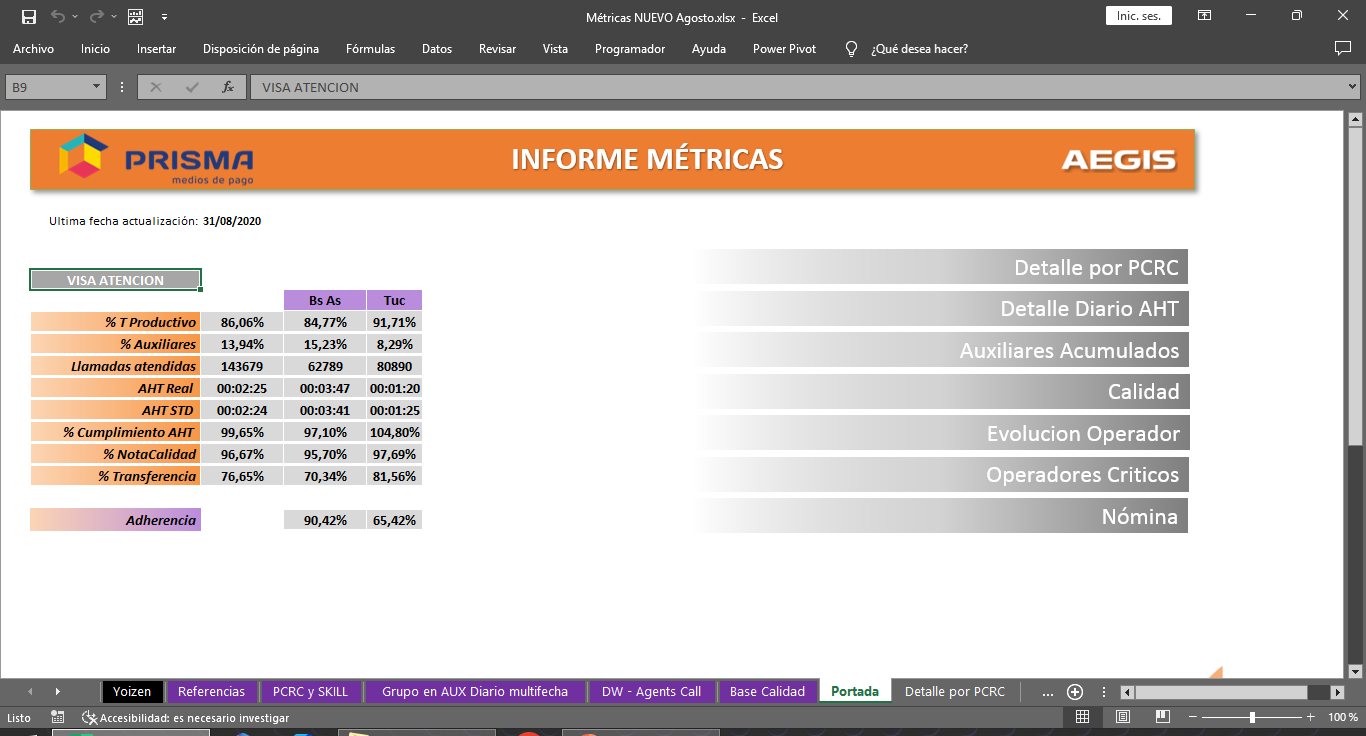 Métricas NUEVO Agosto.xlsx - Excel
Inic. ses.
Archivo Inicio Insertar Disposición de página Fórmulas Datos Revisar Vista Programador Ayuda Power Pivot ¿Qué desea hacer?
B9 fx VISA ATENCION
PRISMA
medios de pago
INFORME MÉTRICAS
AEGIS
Ultima fecha actualización: 31/08/2020
VISA ATENCION
Bs As Tuc
% T Productivo 86,06% 84,77% 91,71%
% Auxiliares 13,94% 15,23% 8,29%
Llamadas atendidas 143679 62789 80890
AHT Real 00:02:25 00:03:47 00:01:20
AHT STD 00:02:24 00:03:41 00:01:25
% Cumplimiento AHT 99,65% 97,10% 104,80%
% NotaCalidad 96,67% 95,70% 97,69%
% Transferencia 76,65% 70,34% 81,56%
Adherencia 90,42% 65,42%
Detalle por PCRC
Detalle Diario AHT
Auxiliares Acumulados
Calidad
Evolucion Operador
Operadores Criticos
Nómina
Yoizen Referencias PCRC y SKILL Grupo en AUX Diario multifecha DW - Agents Call Base Calidad Portada Detalle por PCRC ...
Listo Accesibilidad: es necesario investigar 100 %